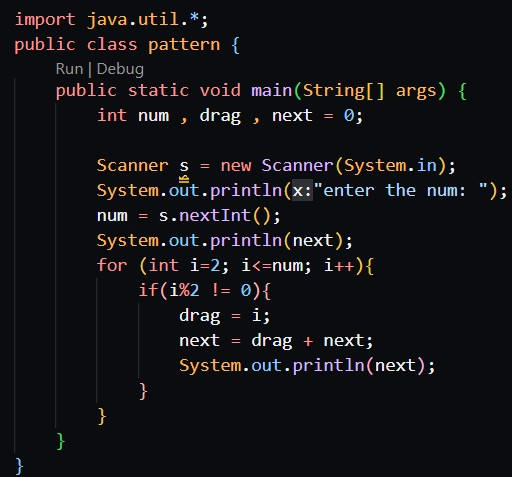 import java.util.*;
public class pattern {
Run | Debug
public static void main(String[] args) {
int num , drag , next = 0;
Scanner s = new Scanner(System.in);
System.out.println(x:"enter the num: ");
num = s.nextInt();
System.out.println(next);
for (int i=2; i<=num; i++){
if(i%2 != 0){
drag = i;
next = drag + next;
System.out.println(next);
}
}
}
}